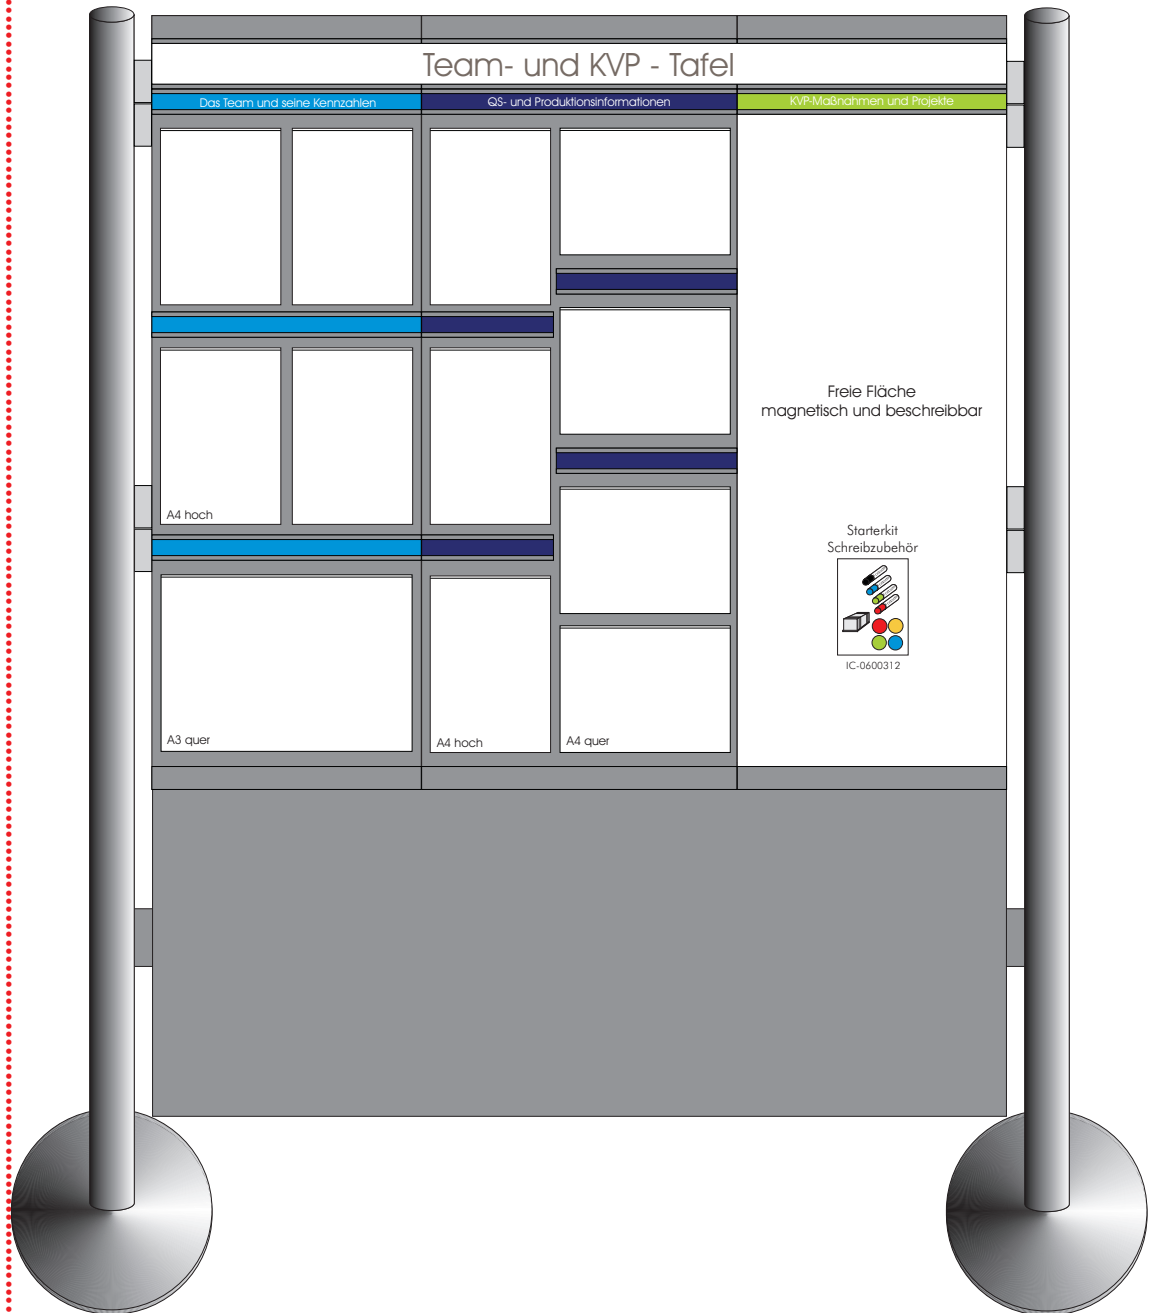 Team- und KVP - Tafel
Das Team und seine Kennzahlen
QS- und Produktionsinformationen
KVP-Maßnahmen und Projekte
Freie Fläche
magnetisch und beschreibbar
A4 hoch
Starterkit
Schreibzubehör
IC-0600312
A3 quer
A4 hoch
A4 quer